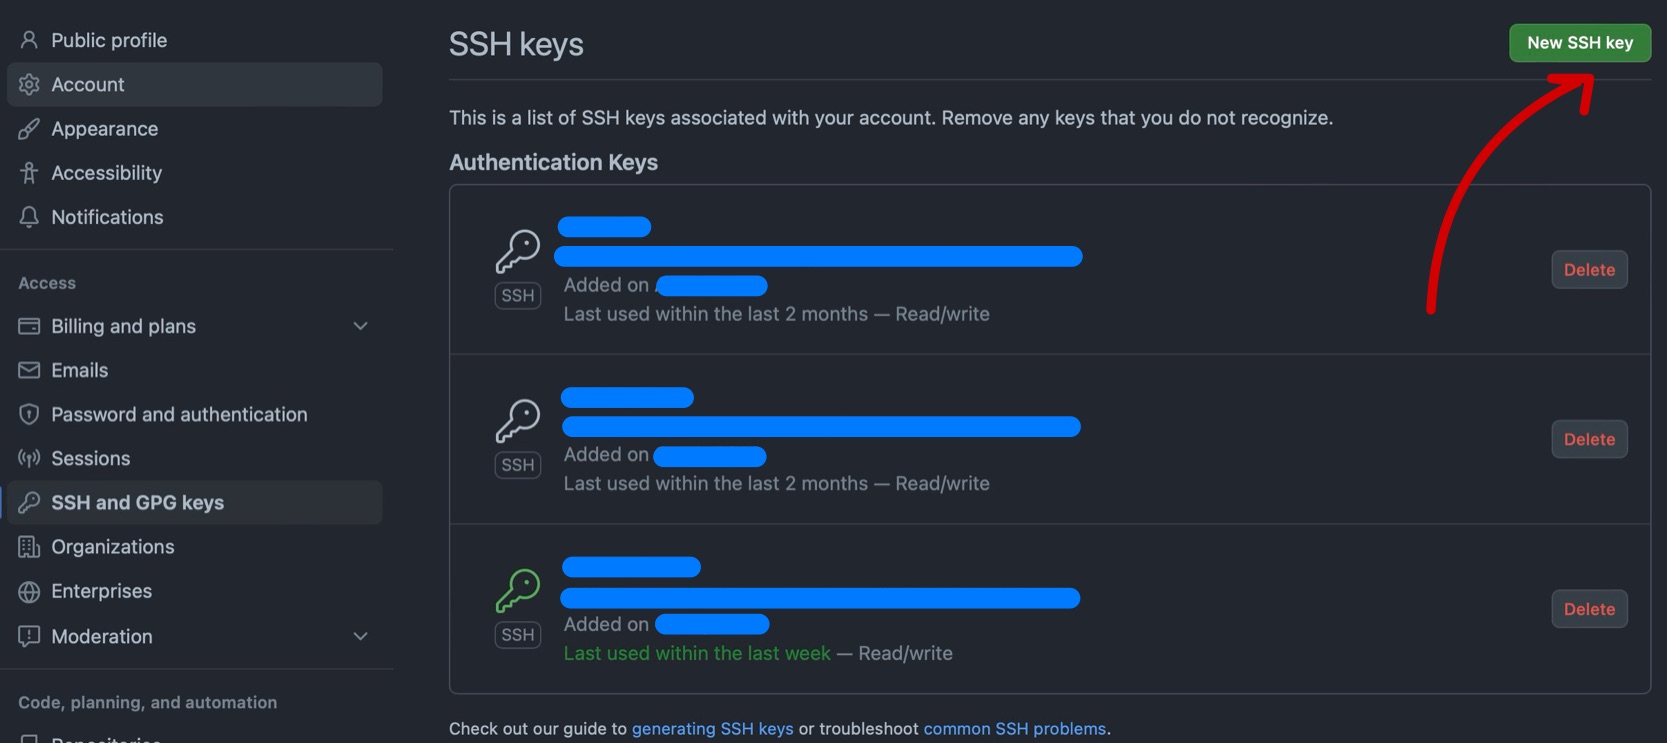 Public profile
Account
Appearance
Accessibility
Notifications
Access
Billing and plans
Emails
Password and authentication
Sessions
SSH and GPG keys
Organizations
Enterprises
Moderation
Code, planning, and automation
Repositories
SSH keys
New SSH key
This is a list of SSH keys associated with your account. Remove any keys that you do not recognize.
Authentication Keys
SSH
Added on
Last used within the last 2 months — Read/write
Delete
SSH
Added on
Last used within the last 2 months — Read/write
Delete
SSH
Added on
Last used within the last week — Read/write
Delete
Check out our guide to generating SSH keys or troubleshoot common SSH problems.